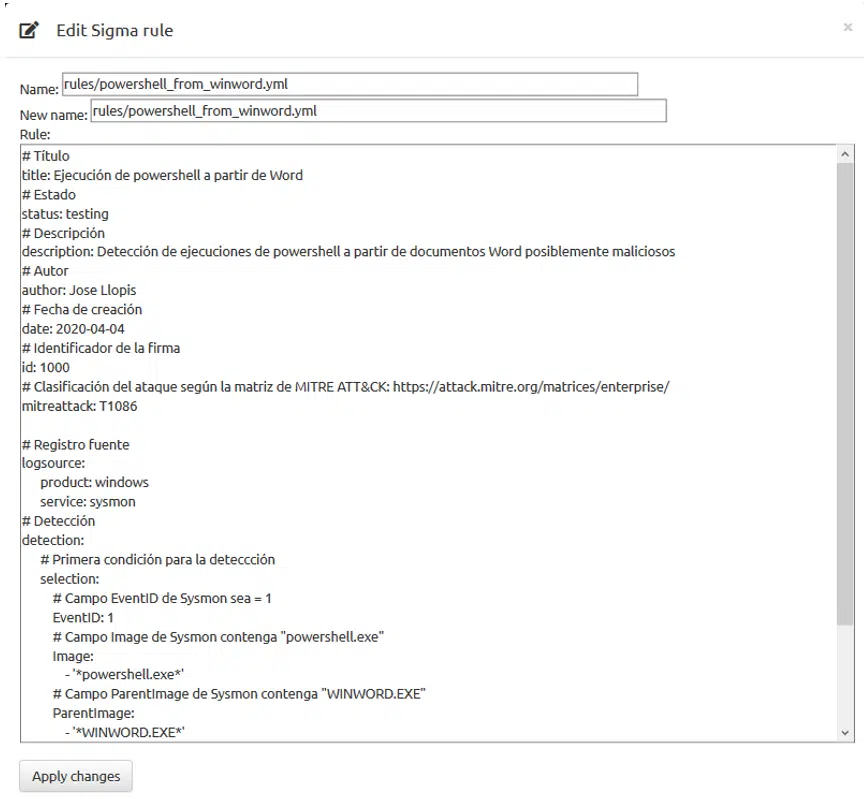 Edit Sigma rule
×
Name: rules/powershell_from_winword.yml
New name: rules/powershell_from_winword.yml
Rule:
# Título
title: Ejecución de powershell a partir de Word
# Estado
status: testing
# Descripción
description: Detección de ejecuciones de powershell a partir de documentos Word posiblemente maliciosos
# Autor
author: Jose Llopis
# Fecha de creación
date: 2020-04-04
# Identificador de la firma
id: 1000
# Clasificación del ataque según la matriz de MITRE ATT&CK: https://attack.mitre.org/matrices/enterprise/
mitreattack: T1086
# Registro fuente
logsource:
product: windows
service: sysmon
# Detección
detection:
# Primera condición para la deteccción
selection:
# Campo EventID de Sysmon sea = 1
EventID: 1
# Campo Image de Sysmon contenga "powershell.exe"
Image:
- '*powershell.exe*'
# Campo ParentImage de Sysmon contenga "WINWORD.EXE"
ParentImage:
- '*WINWORD.EXE*'
Apply changes